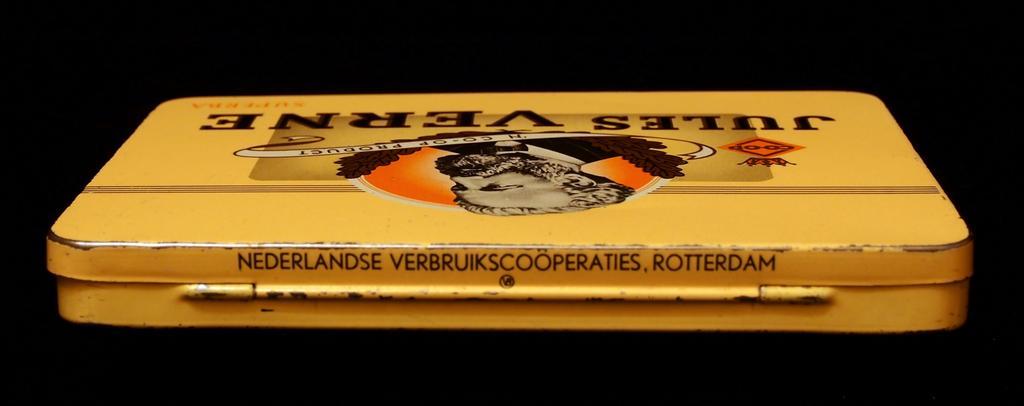 SUPERBA
JULES VERNE
'N CO-OP PRODUCT
NEDERLANDSE VERBRUIKSCOÖPERATIES, ROTTERDAM